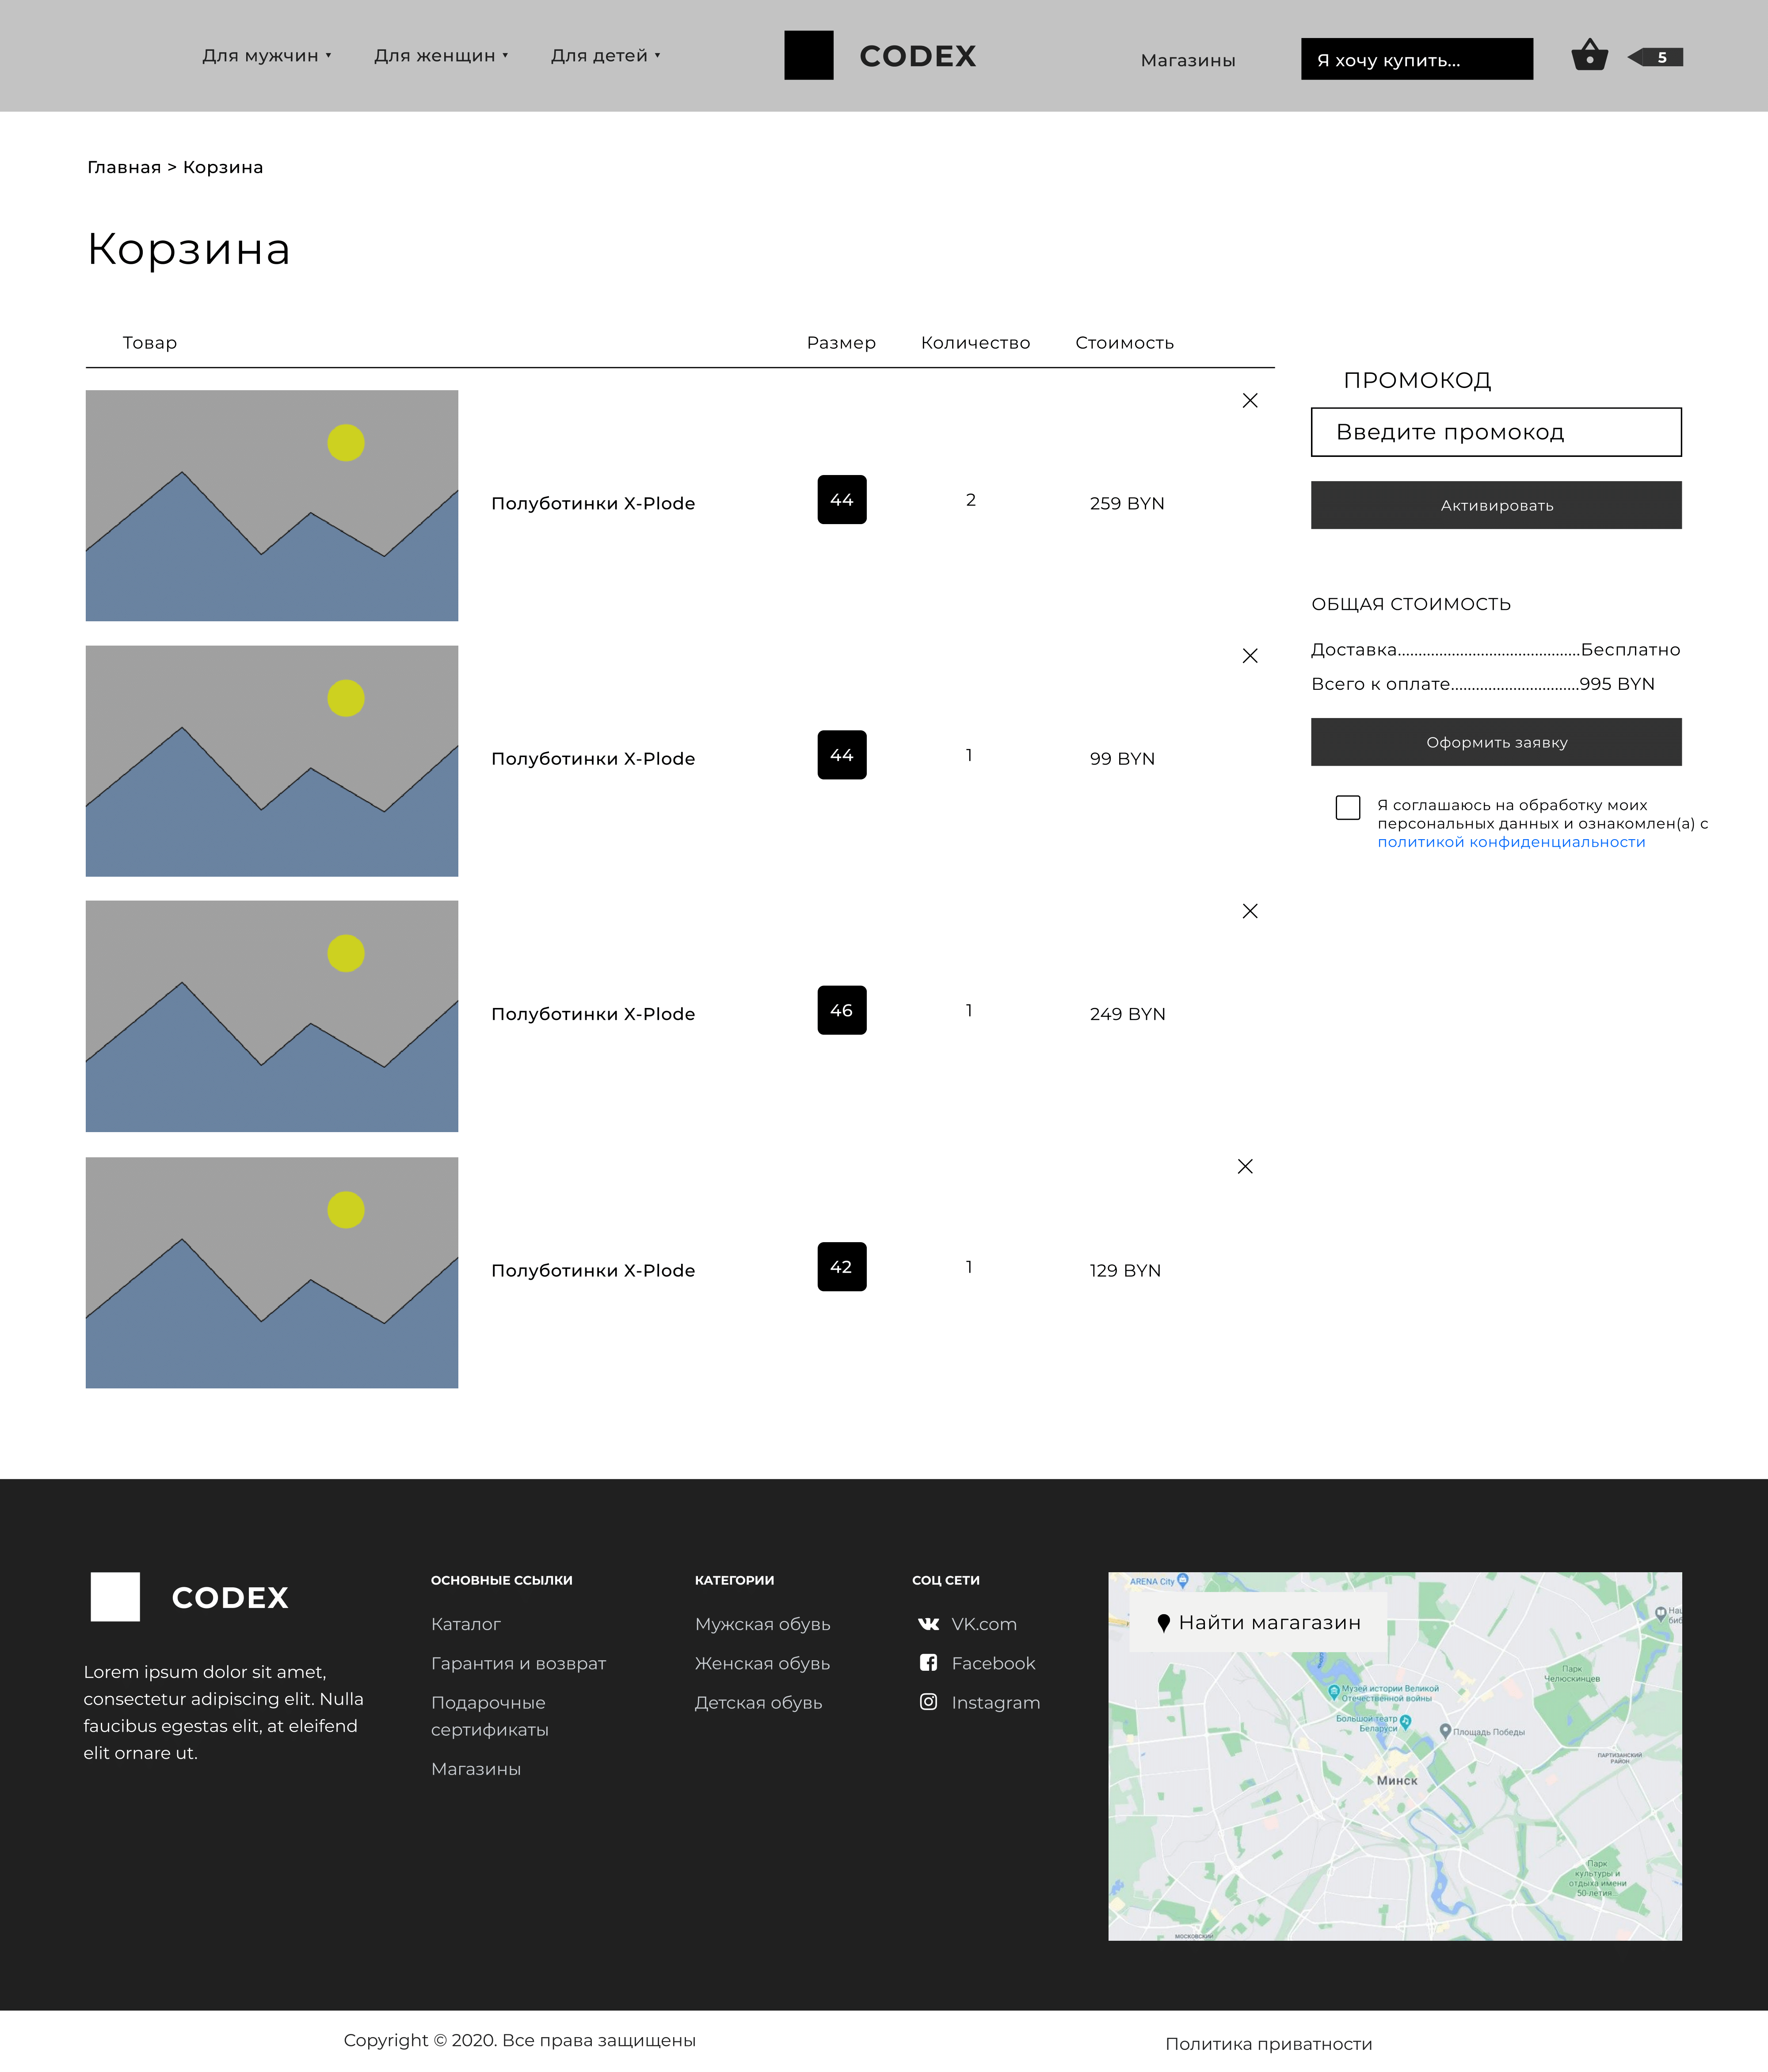 Для мужчин ▾ Для женщин ▾ Для детей ▾ CODEX Магазины Я хочу купить... 5
Главная > Корзина
Корзина
Товар Размер Количество Стоимость
ПРОМОКОД
Введите промокод
Активировать
Полуботинки X-Plode 44 2 259 BYN
ОБЩАЯ СТОИМОСТЬ
Доставка............................................Бесплатно
Всего к оплате...............................995 BYN
Оформить заявку
Я соглашаюсь на обработку моих
персональных данных и ознакомлен(а) с
политикой конфиденциальности
Полуботинки X-Plode 44 1 99 BYN
Полуботинки X-Plode 46 1 249 BYN
Полуботинки X-Plode 42 1 129 BYN
CODEX
Lorem ipsum dolor sit amet,
consectetur adipiscing elit. Nulla
faucibus egestas elit, at eleifend
elit ornare ut.
ОСНОВНЫЕ ССЫЛКИ
Каталог
Гарантия и возврат
Подарочные
сертификаты
Магазины
КАТЕГОРИИ
Мужская обувь
Женская обувь
Детская обувь
СОЦ СЕТИ
VK.com
Facebook
Instagram
ARENA City
Найти магагазин
Парк
Челюскинцев
Музей истории Великой
Отечественной войны
Большой театр
Беларуси
Площадь Победы
ПАРТИЗАНСКИЙ
РАЙОН
Минск
Парк
культуры и
отдыха имени
50-летия...
МОСКОВСКИЙ
Copyright © 2020. Все права защищены
Политика приватности